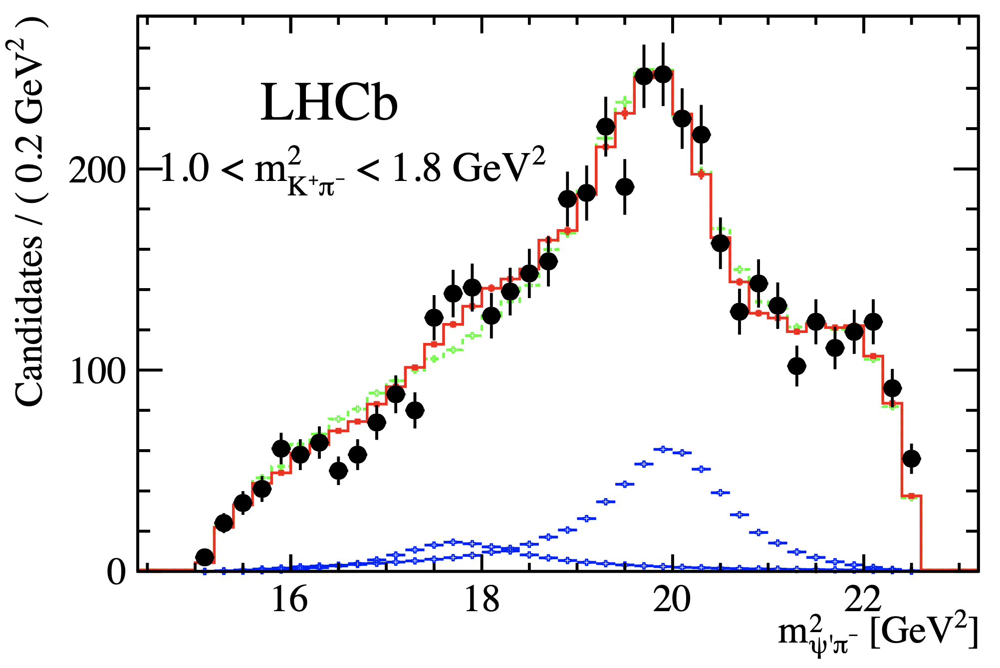 Candidates / ( 0.2 GeV²)
LHCb
1.0 < m²K⁺π⁻ < 1.8 GeV²
200
100
0
16 18 20 22
m²ψ'π⁻ [GeV²]